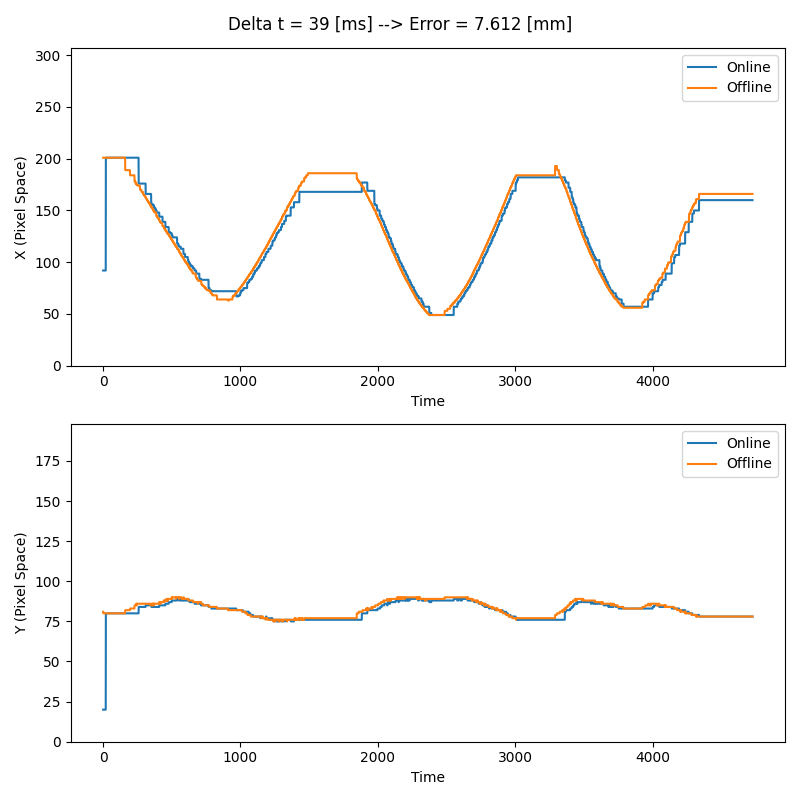 Delta t = 39 [ms] --> Error = 7.612 [mm]
300
250
200
150
100
50
0
X (Pixel Space)
Online
Offline
0 1000 2000 3000 4000
Time
175
150
125
100
75
50
25
0
Y (Pixel Space)
Online
Offline
0 1000 2000 3000 4000
Time